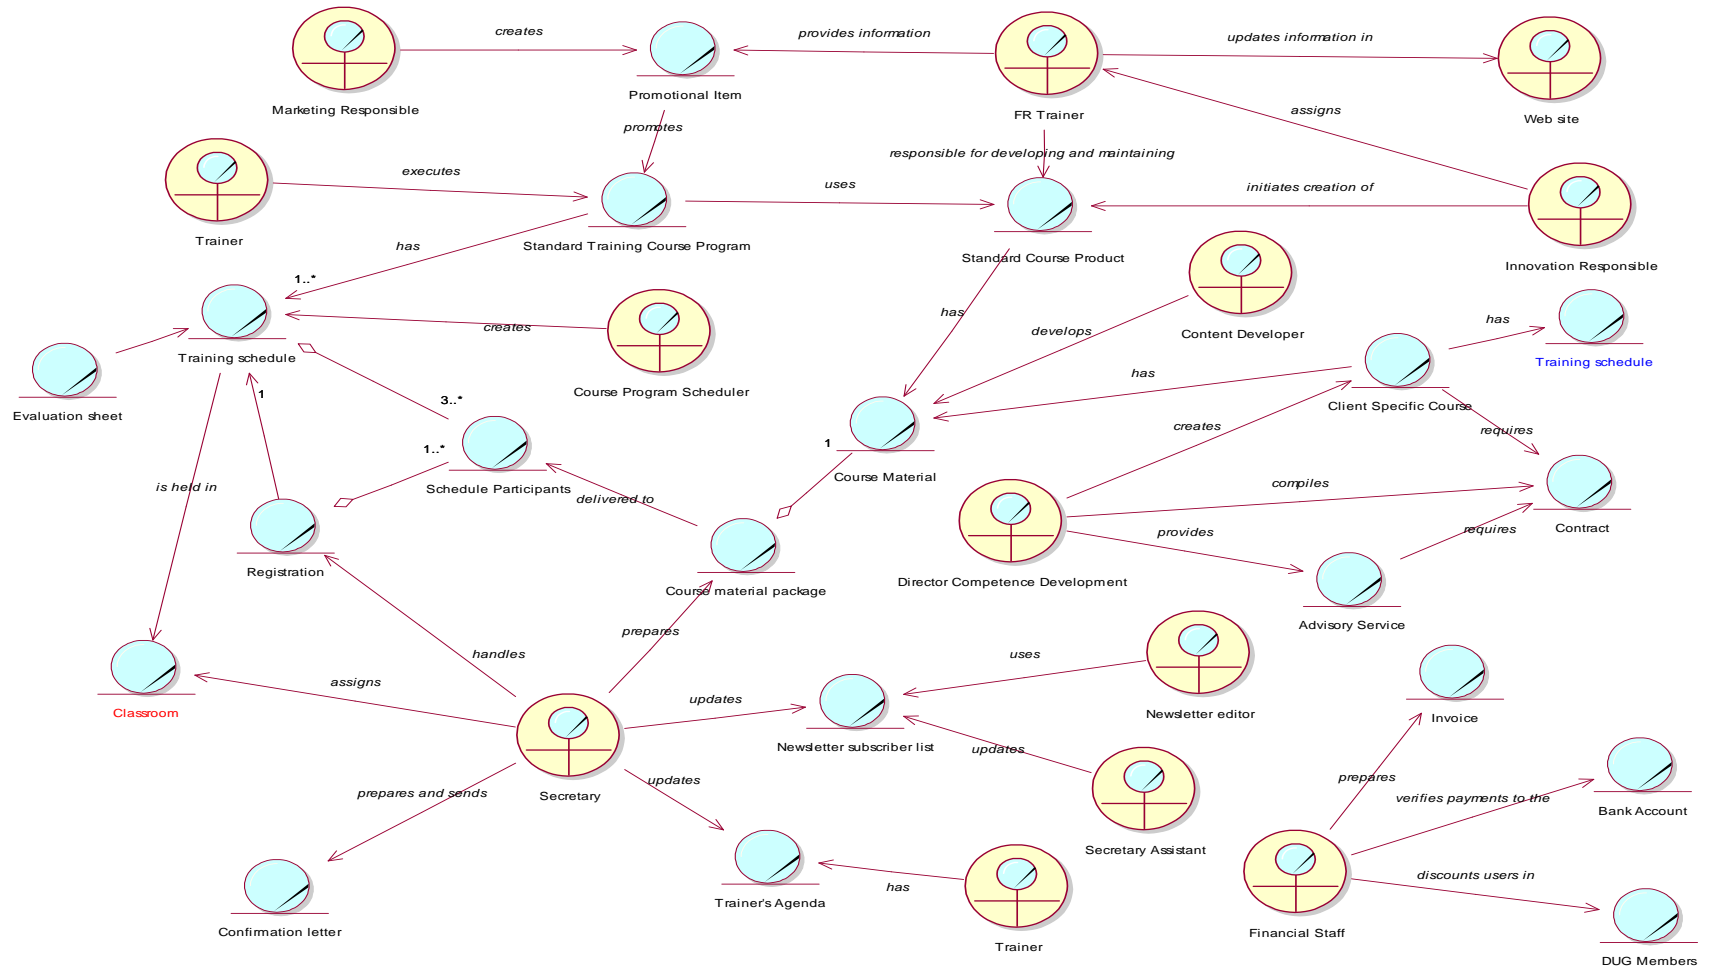 creates
provides information
updates information in
Marketing Responsible
Promotional Item
FR Trainer
Web site
assigns
promotes
responsible for developing and maintaining
executes
uses
initiates creation of
Trainer
Standard Training Course Program
Standard Course Product
Innovation Responsible
has
1..*
creates
has
develops
Content Developer
has
Training schedule
Training schedule
Course Program Scheduler
Evaluation sheet
1
3..*
has
Client Specific Course
creates
requires
1..*
1
Schedule Participants
Course Material
is held in
delivered to
compiles
Contract
provides
requires
Registration
Course material package
Director Competence Development
Advisory Service
prepares
handles
assigns
uses
updates
Classroom
Newsletter subscriber list
Newsletter editor
Invoice
updates
updates
prepares
prepares and sends
Secretary
verifies payments to the
Bank Account
Secretary Assistant
Trainer's Agenda
has
discounts users in
Confirmation letter
Trainer
Financial Staff
DUG Members